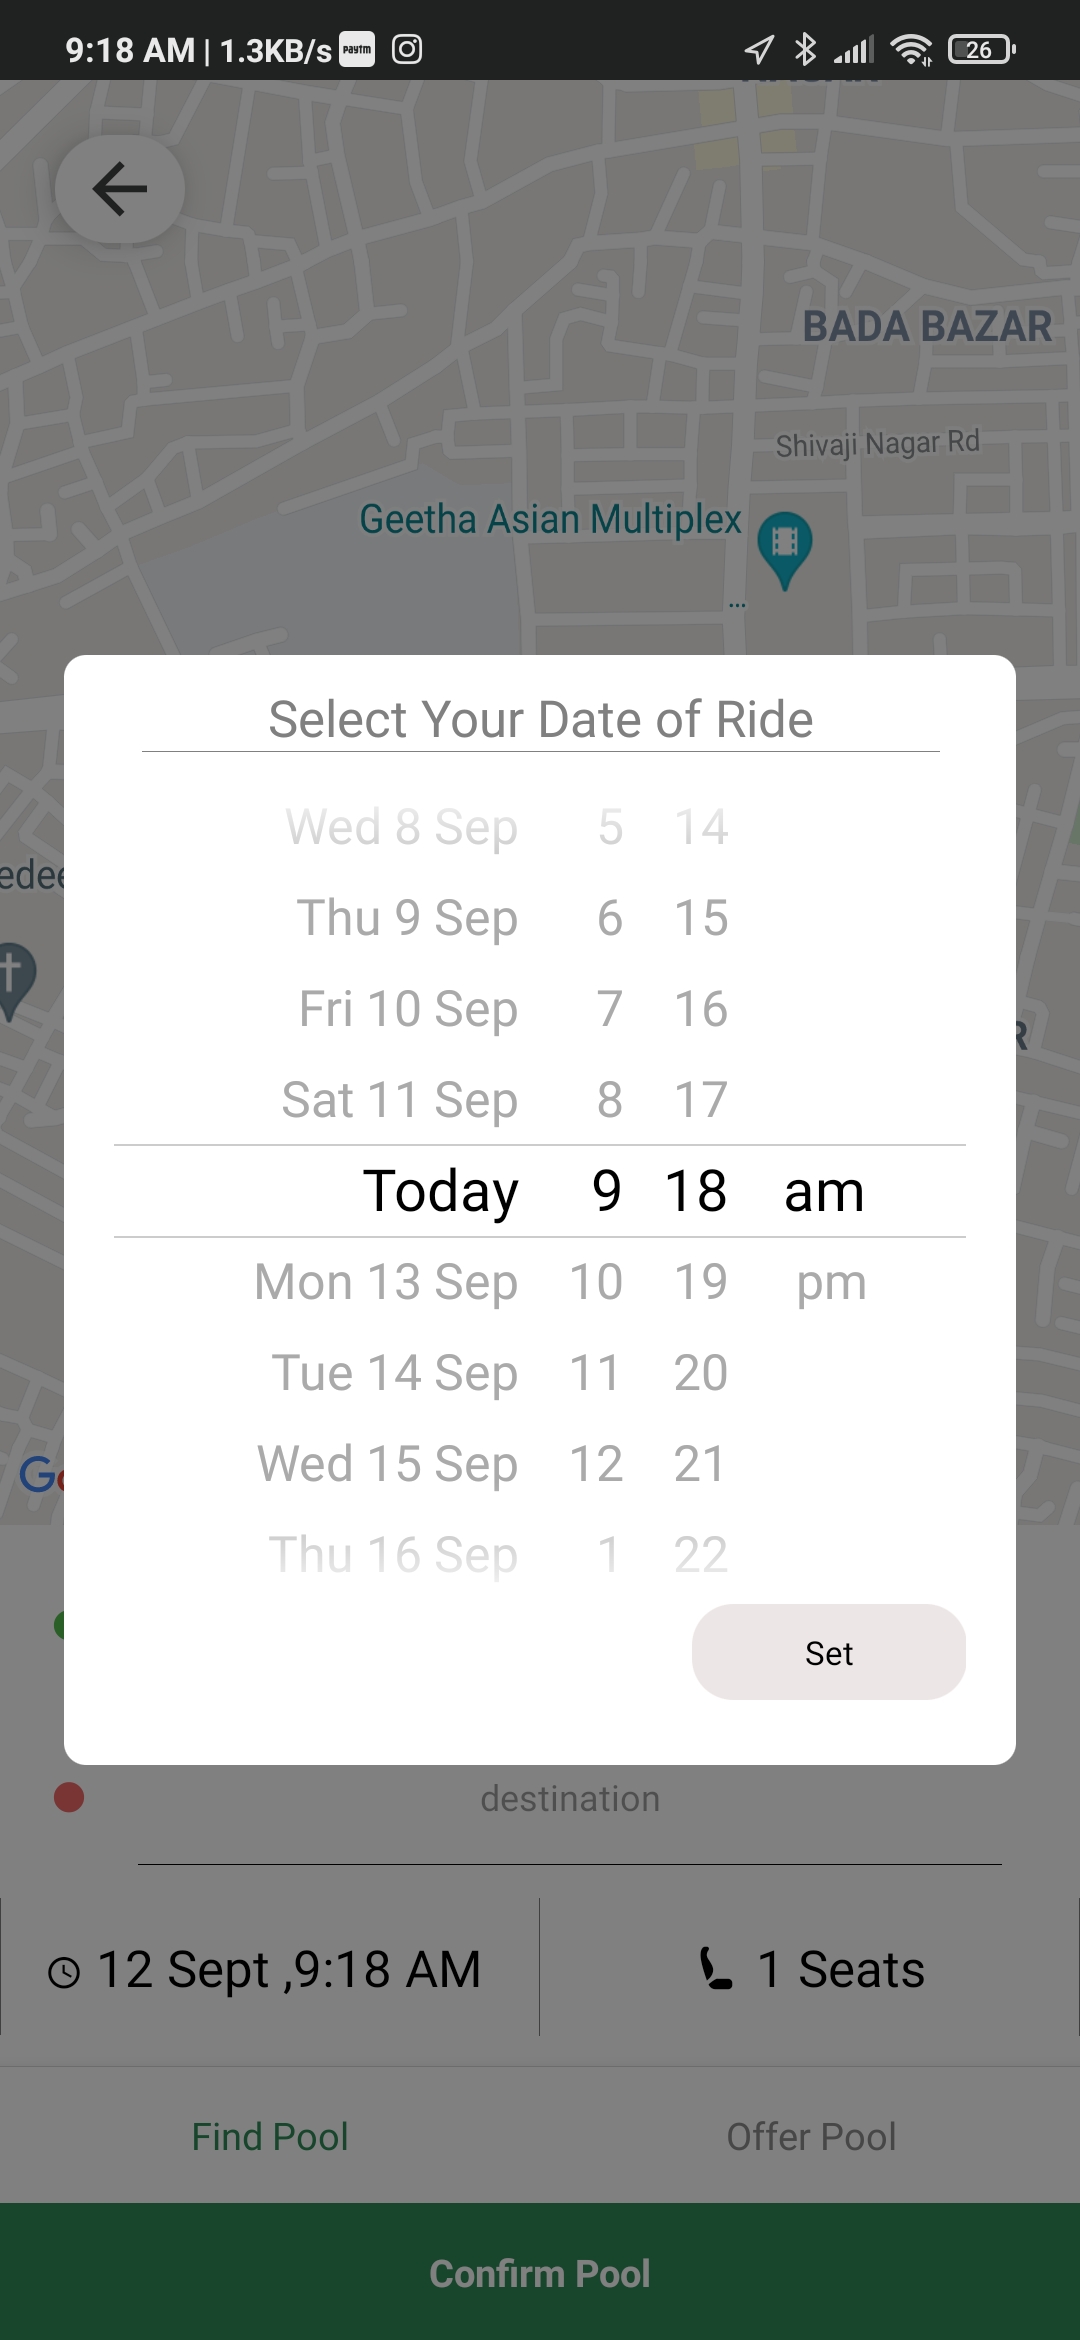 9:18 AM | 1.3KB/s paytm 26
BADA BAZAR
Shivaji Nagar Rd
Geetha Asian Multiplex
...
Select Your Date of Ride
Wed 8 Sep 5 14
Thu 9 Sep 6 15
Fri 10 Sep 7 16
Sat 11 Sep 8 17
Today 9 18 am
Mon 13 Sep 10 19 pm
Tue 14 Sep 11 20
Wed 15 Sep 12 21
Thu 16 Sep 1 22
Set
destination
12 Sept ,9:18 AM 1 Seats
Find Pool Offer Pool
Confirm Pool